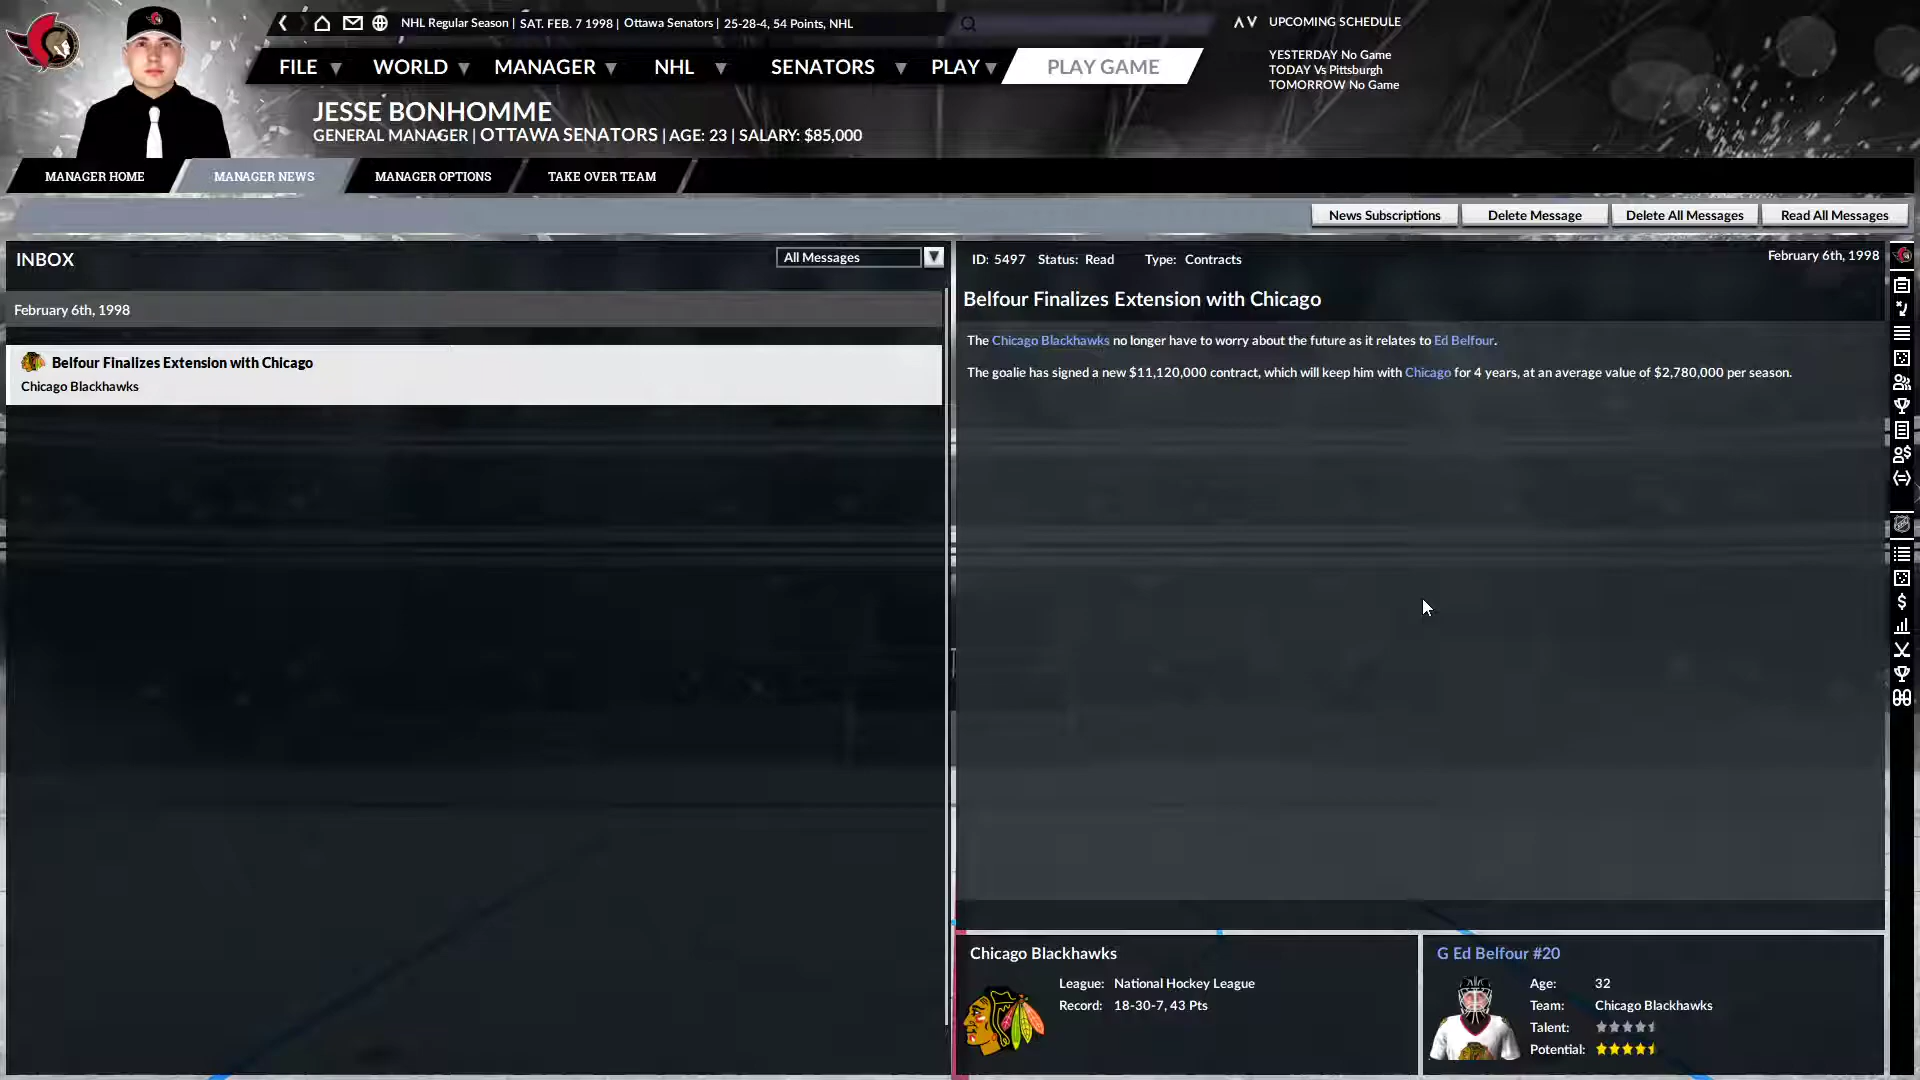 NHL Regular Season | SAT. FEB. 7 1998 | Ottawa Senators | 25-28-4, 54 Points, NHL
UPCOMING SCHEDULE
YESTERDAY No Game
TODAY Vs Pittsburgh
TOMORROW No Game
FILE WORLD MANAGER NHL SENATORS PLAY PLAY GAME
JESSE BONHOMME
GENERAL MANAGER | OTTAWA SENATORS | AGE: 23 | SALARY: $85,000
MANAGER HOME MANAGER NEWS MANAGER OPTIONS TAKE OVER TEAM
News Subscriptions Delete Message Delete All Messages Read All Messages
INBOX All Messages
February 6th, 1998
Belfour Finalizes Extension with Chicago
Chicago Blackhawks
ID: 5497 Status: Read Type: Contracts February 6th, 1998
Belfour Finalizes Extension with Chicago
The Chicago Blackhawks no longer have to worry about the future as it relates to Ed Belfour.
The goalie has signed a new $11,120,000 contract, which will keep him with Chicago for 4 years, at an average value of $2,780,000 per season.
Chicago Blackhawks
League: National Hockey League
Record: 18-30-7, 43 Pts
G Ed Belfour #20
Age: 32
Team: Chicago Blackhawks
Talent:
Potential: